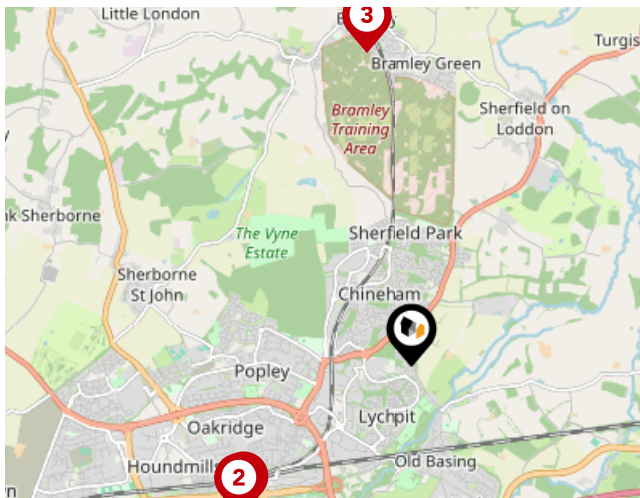 Little London
3
Bramley Green
Turgis
Bramley
Training
Area
Sherfield on
Loddon
nk Sherborne
The Vyne
Estate
Sherfield Park
Sherborne
St John
Chineham
Popley
Lychpit
Oakridge
Houndmills
2
Old Basing